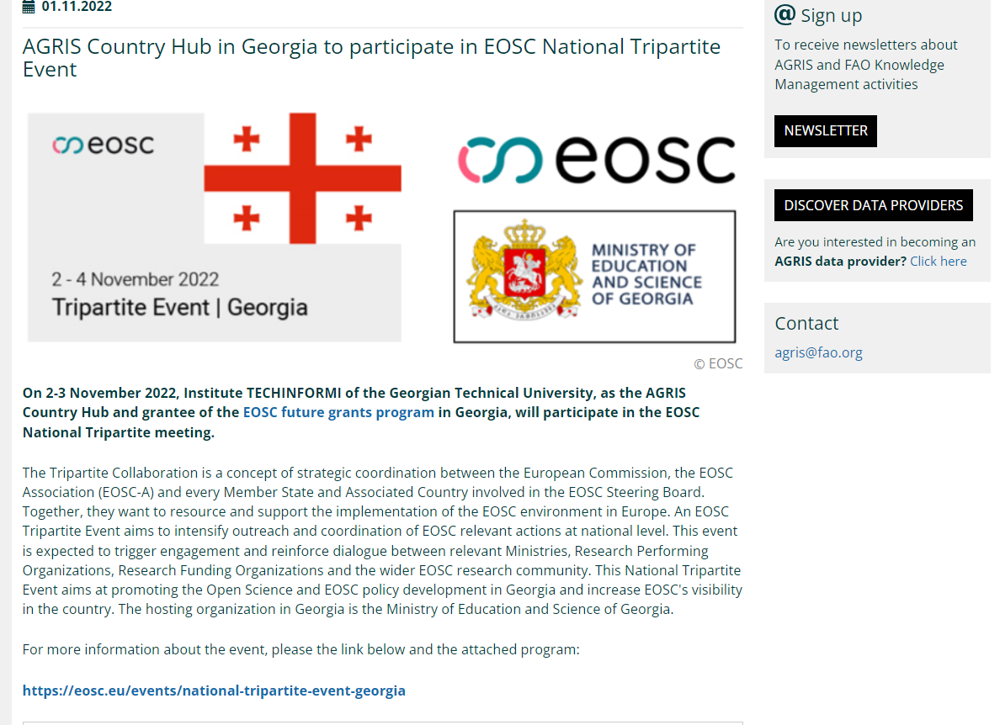 01.11.2022
AGRIS Country Hub in Georgia to participate in EOSC National Tripartite
Event
eosc
2 - 4 November 2022
Tripartite Event | Georgia
eosc
MINISTRY OF
EDUCATION
AND SCIENCE
OF GEORGIA
© EOSC
On 2-3 November 2022, Institute TECHINFORMI of the Georgian Technical University, as the AGRIS
Country Hub and grantee of the EOSC future grants program in Georgia, will participate in the EOSC
National Tripartite meeting.
The Tripartite Collaboration is a concept of strategic coordination between the European Commission, the EOSC
Association (EOSC-A) and every Member State and Associated Country involved in the EOSC Steering Board.
Together, they want to resource and support the implementation of the EOSC environment in Europe. An EOSC
Tripartite Event aims to intensify outreach and coordination of EOSC relevant actions at national level. This event
is expected to trigger engagement and reinforce dialogue between relevant Ministries, Research Performing
Organizations, Research Funding Organizations and the wider EOSC research community. This National Tripartite
Event aims at promoting the Open Science and EOSC policy development in Georgia and increase EOSC's visibility
in the country. The hosting organization in Georgia is the Ministry of Education and Science of Georgia.
For more information about the event, please the link below and the attached program:
https://eosc.eu/events/national-tripartite-event-georgia
@ Sign up
To receive newsletters about
AGRIS and FAO Knowledge
Management activities
NEWSLETTER
DISCOVER DATA PROVIDERS
Are you interested in becoming an
AGRIS data provider? Click here
Contact
agris@fao.org